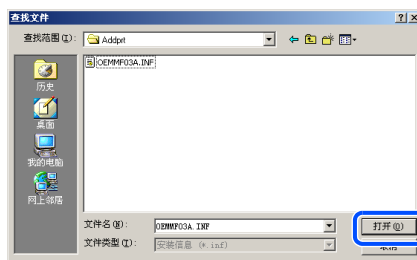 查找文件
查找范围(I):
Addprt
OEMMF03A.INF
历史
桌面
我的电脑
网上邻居
文件名(N):
OEMMF03A.INF
打开(O)
文件类型(T):
安装信息 (*.inf)
取消